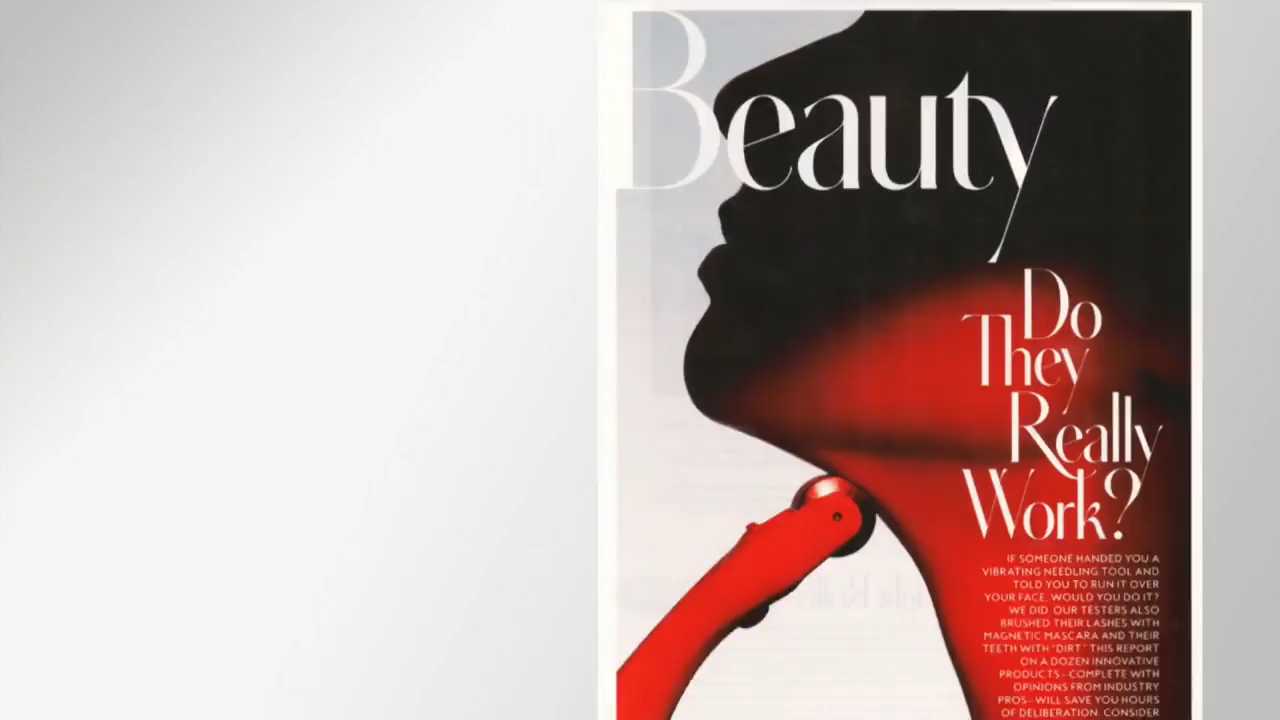 Beauty
Do
They
Really
Work?
IF SOMEONE HANDED YOU A
VIBRATING NEEDLING TOOL AND
TOLD YOU TO RUN IT OVER
YOUR FACE, WOULD YOU DO IT?
WE DID. OUR TESTERS ALSO
BRUSHED THEIR LASHES WITH
MAGNETIC MASCARA AND THEIR
TEETH WITH "DIRT." THIS REPORT
ON A DOZEN INNOVATIVE
PRODUCTS–COMPLETE WITH
OPINIONS FROM INDUSTRY
PROS–WILL SAVE YOU HOURS
OF DELIBERATION. CONSIDER